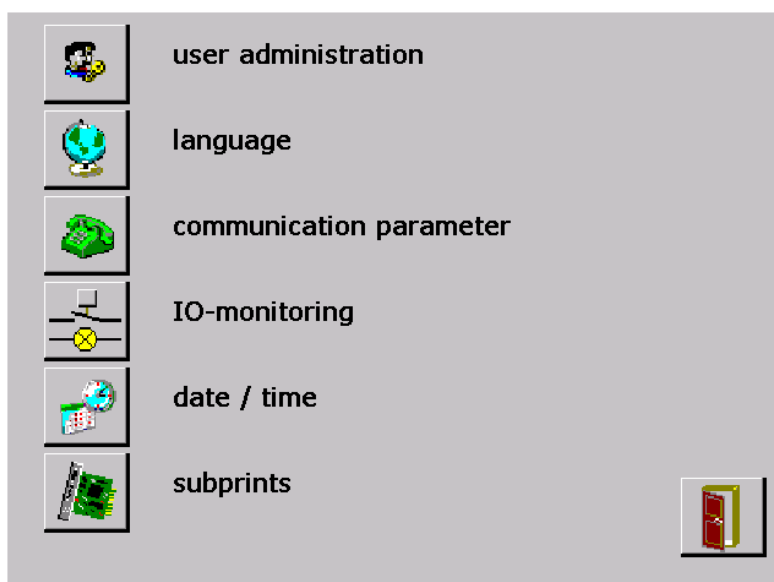 user administration
language
communication parameter
IO-monitoring
date / time
subprints